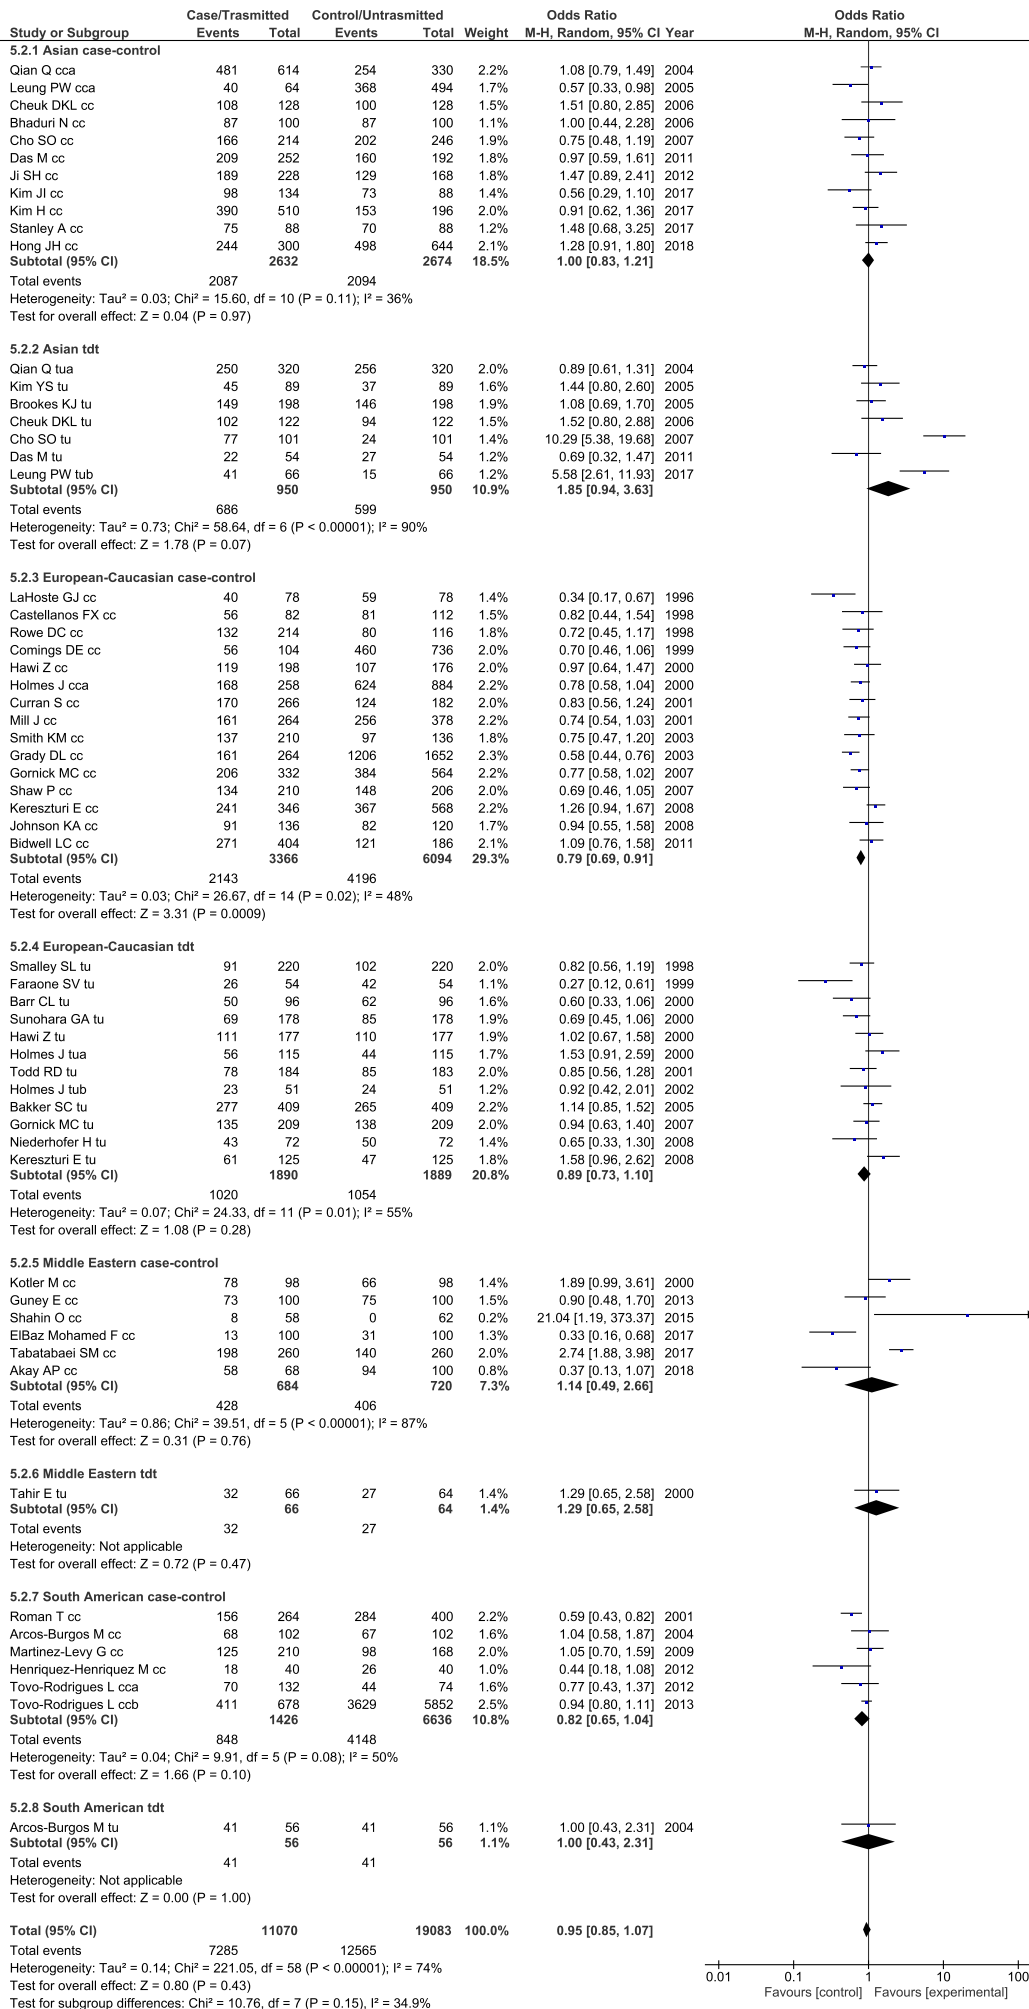 Case/Trasmitted Control/Untrasmitted Odds Ratio Odds Ratio
Study or Subgroup Events Total Events Total Weight M-H, Random, 95% CI Year M-H, Random, 95% CI
5.2.1 Asian case-control
Qian Q cca 481 614 254 330 2.2% 1.08 [0.79, 1.49] 2004
Leung PW cca 40 64 368 494 1.7% 0.57 [0.33, 0.98] 2005
Cheuk DKL cc 108 128 100 128 1.5% 1.51 [0.80, 2.85] 2006
Bhaduri N cc 87 100 87 100 1.1% 1.00 [0.44, 2.28] 2006
Cho SO cc 166 214 202 246 1.9% 0.75 [0.48, 1.19] 2007
Das M cc 209 252 160 192 1.8% 0.97 [0.59, 1.61] 2011
Ji SH cc 189 228 129 168 1.8% 1.47 [0.89, 2.41] 2012
Kim JI cc 98 134 73 88 1.4% 0.56 [0.29, 1.10] 2017
Kim H cc 390 510 153 196 2.0% 0.91 [0.62, 1.36] 2017
Stanley A cc 75 88 70 88 1.2% 1.48 [0.68, 3.25] 2017
Hong JH cc 244 300 498 644 2.1% 1.28 [0.91, 1.80] 2018
Subtotal (95% CI) 2632 2674 18.5% 1.00 [0.83, 1.21]
Total events 2087 2094
Heterogeneity: Tau² = 0.03; Chi² = 15.60, df = 10 (P = 0.11); I² = 36%
Test for overall effect: Z = 0.04 (P = 0.97)
5.2.2 Asian tdt
Qian Q tua 250 320 256 320 2.0% 0.89 [0.61, 1.31] 2004
Kim YS tu 45 89 37 89 1.6% 1.44 [0.80, 2.60] 2005
Brookes KJ tu 149 198 146 198 1.9% 1.08 [0.69, 1.70] 2005
Cheuk DKL tu 102 122 94 122 1.5% 1.52 [0.80, 2.88] 2006
Cho SO tu 77 101 24 101 1.4% 10.29 [5.38, 19.68] 2007
Das M tu 22 54 27 54 1.3% 0.69 [0.32, 1.47] 2011
Leung PW tub 41 66 15 66 1.2% 5.58 [2.61, 11.93] 2017
Subtotal (95% CI) 950 950 10.9% 1.85 [0.94, 3.63]
Total events 686 599
Heterogeneity: Tau² = 0.73; Chi² = 58.64, df = 6 (P < 0.00001); I² = 90%
Test for overall effect: Z = 1.78 (P = 0.07)
5.2.3 European-Caucasian case-control
LaHoste GJ cc 40 78 59 78 1.4% 0.34 [0.17, 0.67] 1996
Castellanos FX cc 56 82 81 112 1.5% 0.82 [0.44, 1.54] 1998
Rowe DC cc 132 214 80 116 1.8% 0.72 [0.45, 1.17] 1998
Comings DE cc 56 104 460 736 2.0% 0.70 [0.46, 1.06] 1999
Hawi Z cc 119 198 107 176 2.0% 0.97 [0.64, 1.47] 2000
Holmes J cca 168 258 624 884 2.2% 0.78 [0.58, 1.04] 2000
Curran S cc 170 266 124 182 2.0% 0.83 [0.56, 1.24] 2001
Mill J cc 161 264 256 378 2.2% 0.74 [0.54, 1.03] 2001
Smith KM cc 137 210 97 136 1.8% 0.75 [0.47, 1.20] 2003
Grady DL cc 161 264 1206 1652 2.3% 0.58 [0.44, 0.76] 2003
Gornick MC cc 206 332 384 564 2.2% 0.77 [0.58, 1.02] 2007
Shaw P cc 134 210 148 206 2.0% 0.69 [0.46, 1.05] 2007
Kereszturi E cc 241 346 367 568 2.2% 1.26 [0.94, 1.67] 2008
Johnson KA cc 91 136 82 120 1.7% 0.94 [0.55, 1.58] 2008
Bidwell LC cc 271 404 121 186 2.1% 1.09 [0.76, 1.58] 2011
Subtotal (95% CI) 3366 6094 29.3% 0.79 [0.69, 0.91]
Total events 2143 4196
Heterogeneity: Tau² = 0.03; Chi² = 26.67, df = 14 (P = 0.02); I² = 48%
Test for overall effect: Z = 3.31 (P = 0.0009)
5.2.4 European-Caucasian tdt
Smalley SL tu 91 220 102 220 2.0% 0.82 [0.56, 1.19] 1998
Faraone SV tu 26 54 42 54 1.2% 0.27 [0.12, 0.61] 1999
Barr CL tu 50 96 62 96 1.6% 0.60 [0.33, 1.06] 2000
Sunohara GA tu 69 178 85 178 1.9% 0.69 [0.45, 1.06] 2000
Hawi Z tu 111 177 110 177 1.9% 1.02 [0.67, 1.58] 2000
Holmes J tua 56 115 44 115 1.7% 1.53 [0.91, 2.59] 2000
Todd RD tu 78 184 85 183 2.0% 0.85 [0.56, 1.28] 2001
Holmes J tub 23 51 24 51 1.2% 0.92 [0.42, 2.01] 2002
Bakker SC tu 277 409 265 409 2.2% 1.14 [0.85, 1.52] 2005
Gornick MC tu 135 209 138 209 2.0% 0.94 [0.63, 1.40] 2007
Niederhofer H tu 43 72 50 72 1.4% 0.65 [0.33, 1.30] 2008
Kereszturi E tu 61 125 47 125 1.8% 1.58 [0.96, 2.62] 2008
Subtotal (95% CI) 1890 1889 20.8% 0.89 [0.73, 1.10]
Total events 1020 1054
Heterogeneity: Tau² = 0.07; Chi² = 24.33, df = 11 (P = 0.01); I² = 55%
Test for overall effect: Z = 1.08 (P = 0.28)
5.2.5 Middle Eastern case-control
Kotler M cc 78 98 66 98 1.4% 1.89 [0.99, 3.61] 2000
Guney E cc 73 100 75 100 1.5% 0.90 [0.48, 1.70] 2013
Shahin O cc 8 58 0 62 0.2% 21.04 [1.19, 373.37] 2015
ElBaz Mohamed F cc 13 100 31 100 1.3% 0.33 [0.16, 0.68] 2017
Tabatabaei SM cc 198 260 140 260 2.0% 2.74 [1.88, 3.98] 2017
Akay AP cc 58 68 94 100 0.8% 0.37 [0.13, 1.07] 2018
Subtotal (95% CI) 684 720 7.3% 1.14 [0.49, 2.66]
Total events 428 406
Heterogeneity: Tau² = 0.86; Chi² = 39.51, df = 5 (P < 0.00001); I² = 87%
Test for overall effect: Z = 0.31 (P = 0.76)
5.2.6 Middle Eastern tdt
Tahir E tu 32 66 27 64 1.4% 1.29 [0.65, 2.58] 2000
Subtotal (95% CI) 66 64 1.4% 1.29 [0.65, 2.58]
Total events 32 27
Heterogeneity: Not applicable
Test for overall effect: Z = 0.72 (P = 0.47)
5.2.7 South American case-control
Roman T cc 156 264 284 400 2.2% 0.59 [0.43, 0.82] 2001
Arcos-Burgos M cc 68 102 67 102 1.6% 1.04 [0.58, 1.87] 2004
Martinez-Levy G cc 125 210 98 168 2.0% 1.05 [0.70, 1.59] 2009
Henriquez-Henriquez M cc 18 40 26 40 1.0% 0.44 [0.18, 1.08] 2012
Tovo-Rodrigues L cca 70 132 44 74 1.6% 0.77 [0.43, 1.37] 2012
Tovo-Rodrigues L ccb 411 678 3629 5852 2.5% 0.94 [0.80, 1.11] 2013
Subtotal (95% CI) 1426 6636 10.8% 0.82 [0.65, 1.04]
Total events 848 4148
Heterogeneity: Tau² = 0.04; Chi² = 9.91, df = 5 (P = 0.08); I² = 50%
Test for overall effect: Z = 1.66 (P = 0.10)
5.2.8 South American tdt
Arcos-Burgos M tu 41 56 41 56 1.1% 1.00 [0.43, 2.31] 2004
Subtotal (95% CI) 56 56 1.1% 1.00 [0.43, 2.31]
Total events 41 41
Heterogeneity: Not applicable
Test for overall effect: Z = 0.00 (P = 1.00)
Total (95% CI) 11070 19083 100.0% 0.95 [0.85, 1.07]
Total events 7285 12565
Heterogeneity: Tau² = 0.14; Chi² = 221.05, df = 58 (P < 0.00001); I² = 74%
Test for overall effect: Z = 0.80 (P = 0.43)
Test for subgroup differences: Chi² = 10.76, df = 7 (P = 0.15), I² = 34.9%
0.01 0.1 1 10 100
Favours [control] Favours [experimental]